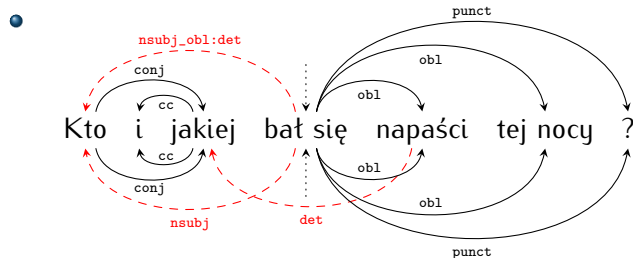 punct
nsubj_obl:det
obl
conj
obl
cc
Kto i jakiej bał się napaści tej nocy ?
cc
obl
conj
obl
nsubj
det
punct